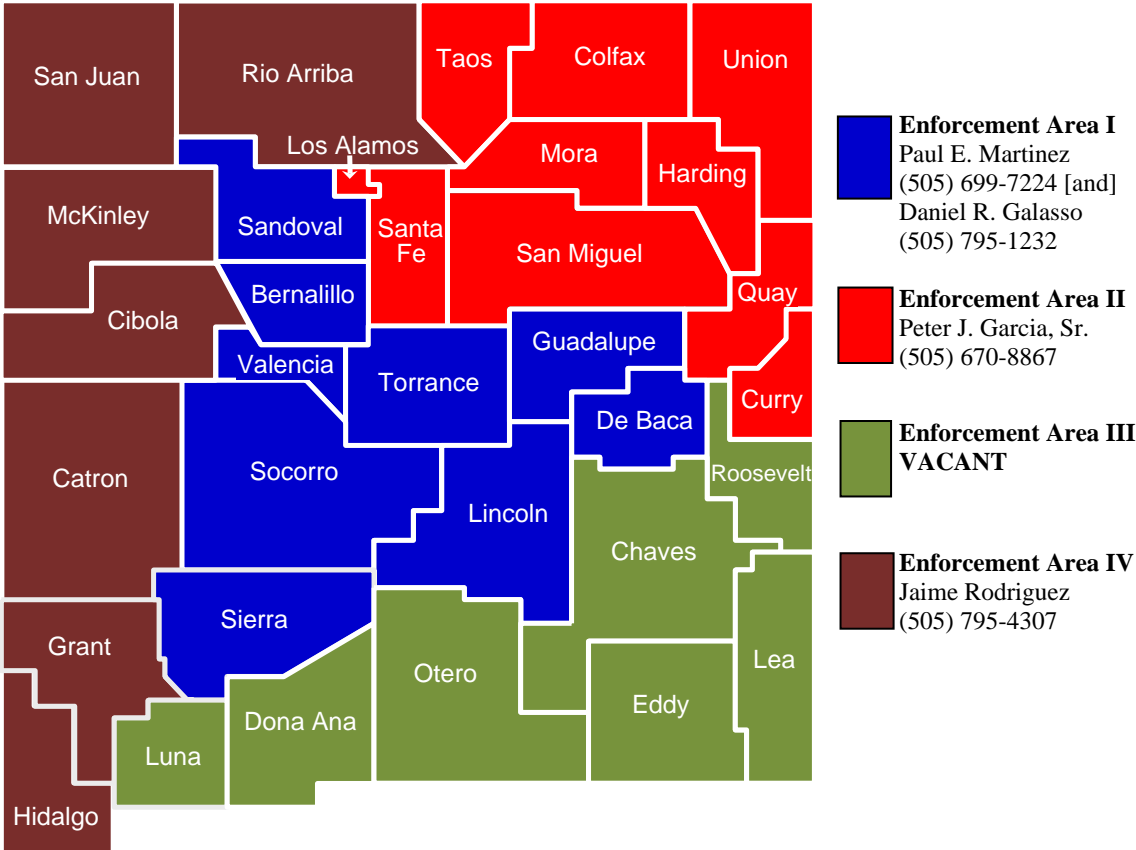 San Juan
Rio Arriba
Taos
Colfax
Union
Los Alamos
Mora
Harding
McKinley
Sandoval
Santa
Fe
San Miguel
Bernalillo
Quay
Cibola
Valencia
Torrance
Guadalupe
Curry
De Baca
Catron
Socorro
Lincoln
Roosevelt
Chaves
Sierra
Grant
Otero
Lea
Eddy
Dona Ana
Luna
Hidalgo
Enforcement Area I
Paul E. Martinez
(505) 699-7224 [and]
Daniel R. Galasso
(505) 795-1232
Enforcement Area II
Peter J. Garcia, Sr.
(505) 670-8867
Enforcement Area III
VACANT
Enforcement Area IV
Jaime Rodriguez
(505) 795-4307